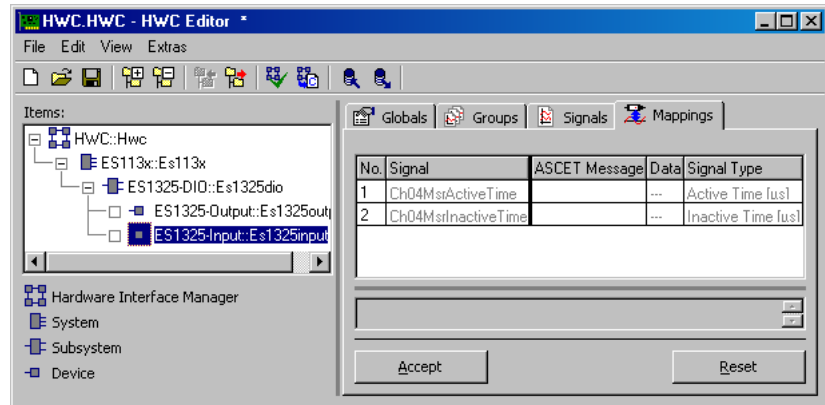 HWC.HWC - HWC Editor *
File Edit View Extras
Items:
HWC::Hwc
ES113x::Es113x
ES1325-DIO::Es1325dio
ES1325-Output::Es1325out
ES1325-Input::Es1325input
Hardware Interface Manager
System
Subsystem
Device
Globals Groups Signals Mappings
No. Signal ASCET Message Data Signal Type
1 Ch04MsrActiveTime --- Active Time [us]
2 Ch04MsrInactiveTime --- Inactive Time [us]
Accept Reset